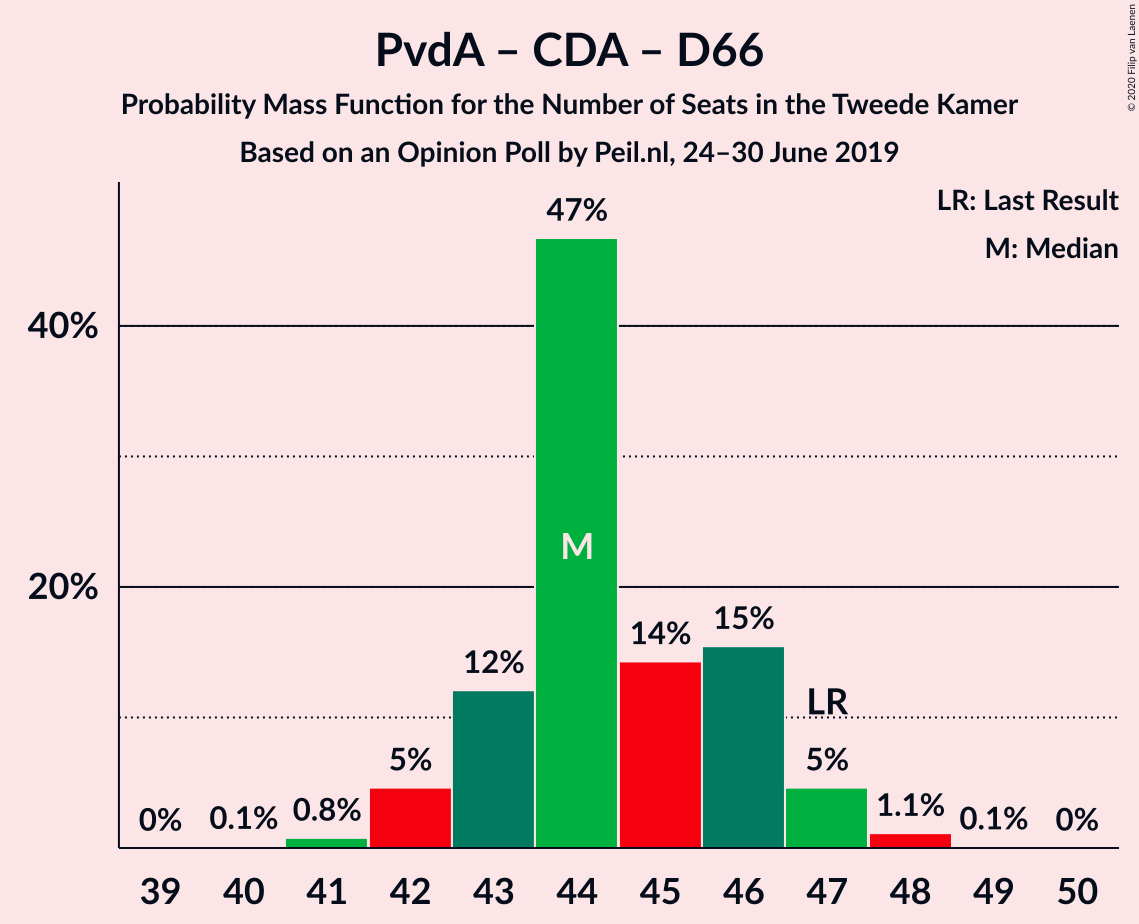 PvdA – CDA – D66
Probability Mass Function for the Number of Seats in the Tweede Kamer
Based on an Opinion Poll by Peil.nl, 24–30 June 2019
© 2020 Filip van Laenen
LR: Last Result
M: Median
40%
20%
0%
0.1%
0.8%
5%
12%
47%
M
14%
15%
LR
5%
1.1%
0.1%
0%
39 40 41 42 43 44 45 46 47 48 49 50